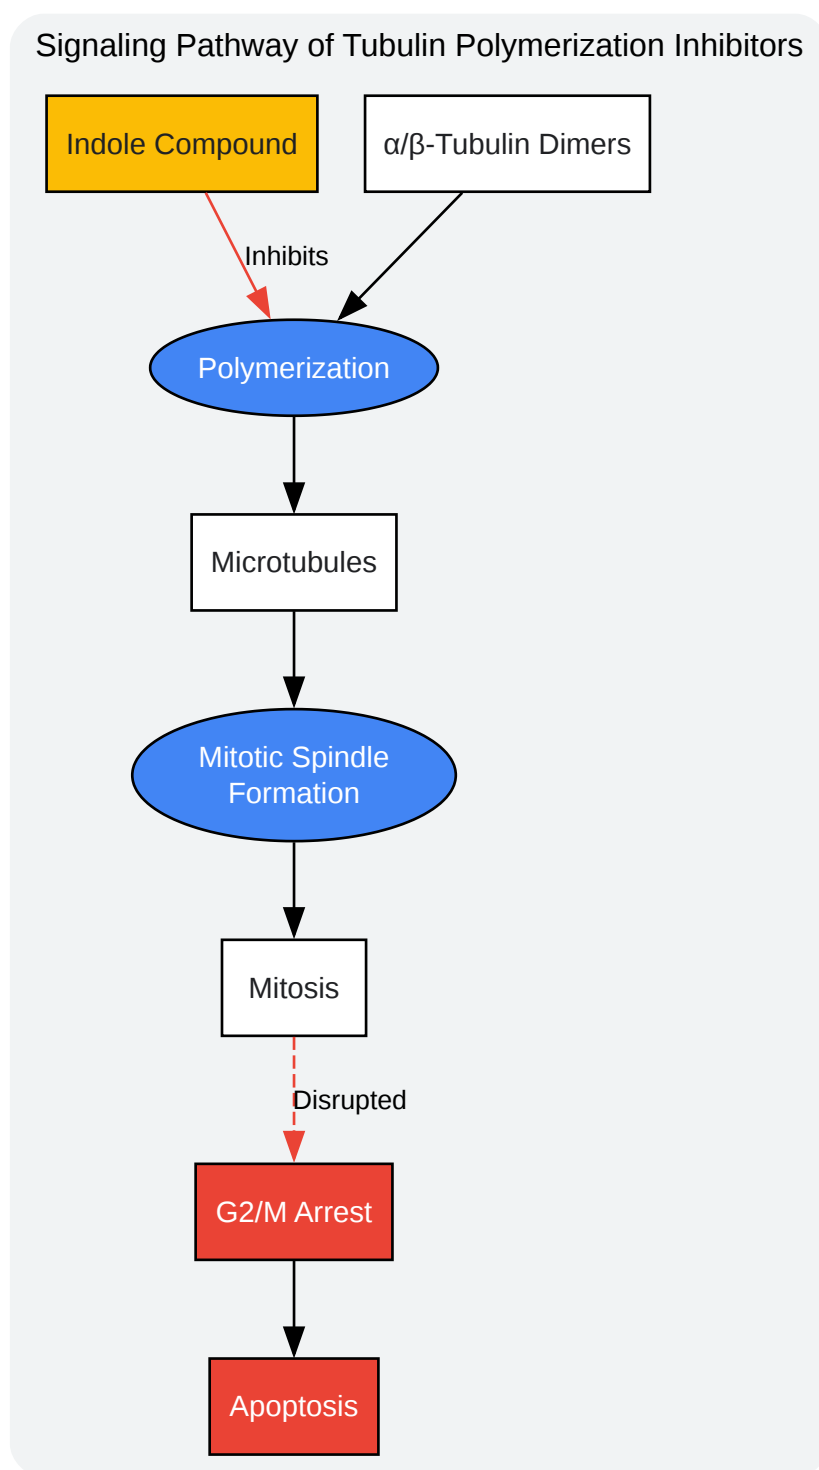 Signaling Pathway of Tubulin Polymerization Inhibitors
Indole Compound
α/β-Tubulin Dimers
Inhibits
Polymerization
Microtubules
Mitotic Spindle
Formation
Mitosis
Disrupted
G2/M Arrest
Apoptosis